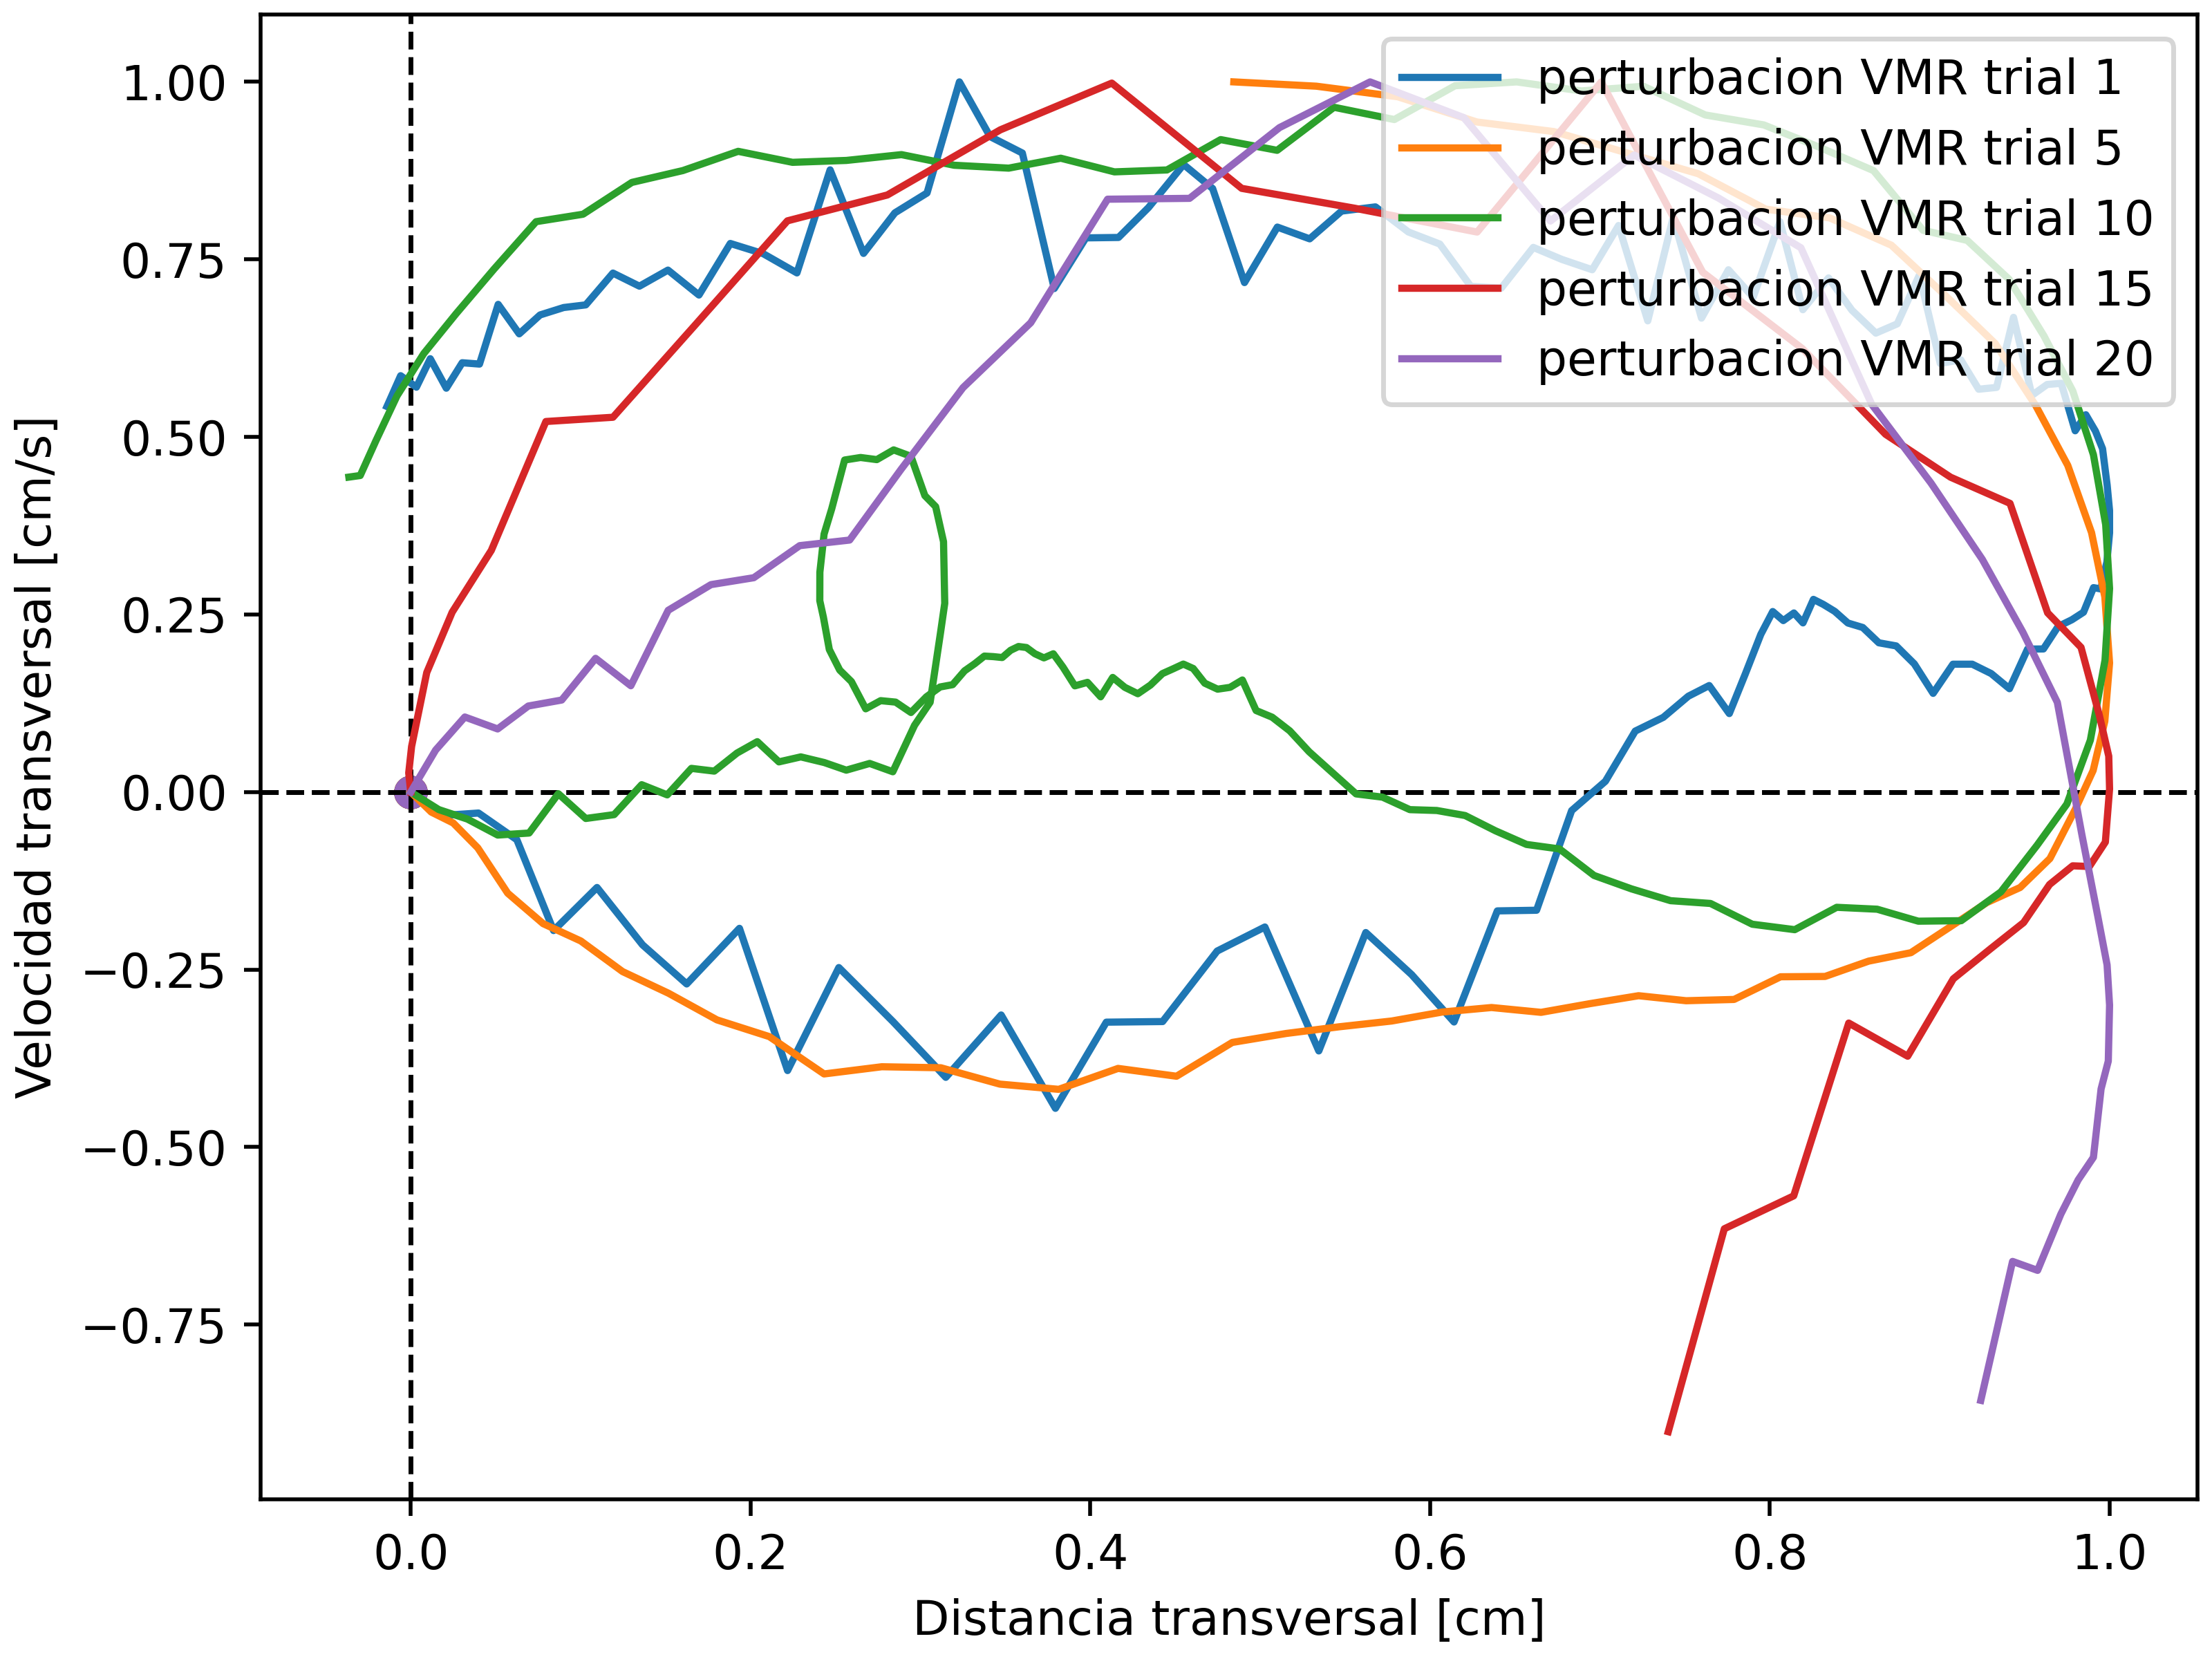 1.00
0.75
0.50
0.25
0.00
−0.25
−0.50
−0.75
Velocidad transversal [cm/s]
perturbacion VMR trial 1
perturbacion VMR trial 5
perturbacion VMR trial 10
perturbacion VMR trial 15
perturbacion VMR trial 20
0.0 0.2 0.4 0.6 0.8 1.0
Distancia transversal [cm]